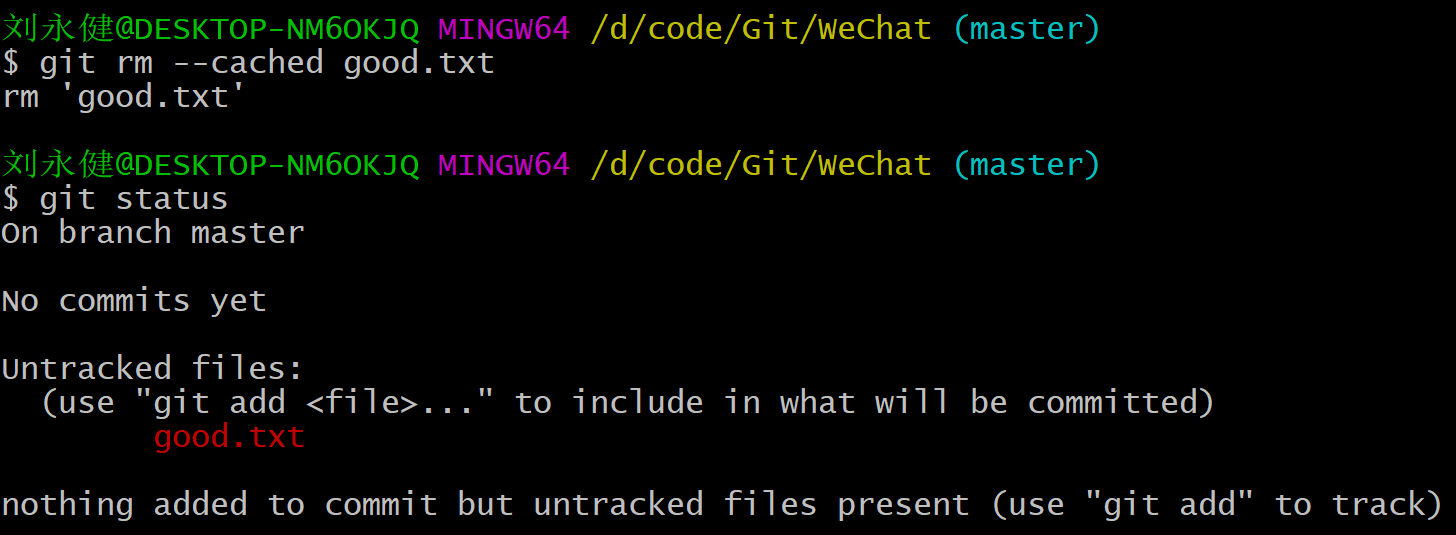 刘永健@DESKTOP-NM6OKJQ MINGW64 /d/code/Git/WeChat (master)
$ git rm --cached good.txt
rm 'good.txt'
刘永健@DESKTOP-NM6OKJQ MINGW64 /d/code/Git/WeChat (master)
$ git status
On branch master
No commits yet
Untracked files:
  (use "git add <file>..." to include in what will be committed)
        good.txt
nothing added to commit but untracked files present (use "git add" to track)